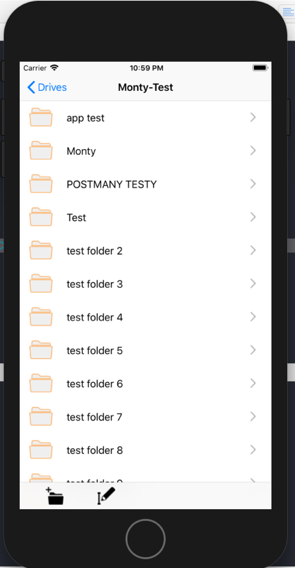 Carrier 10:59 PM
Drives Monty-Test
app test
Monty
POSTMANY TESTY
Test
test folder 2
test folder 3
test folder 4
test folder 5
test folder 6
test folder 7
test folder 8